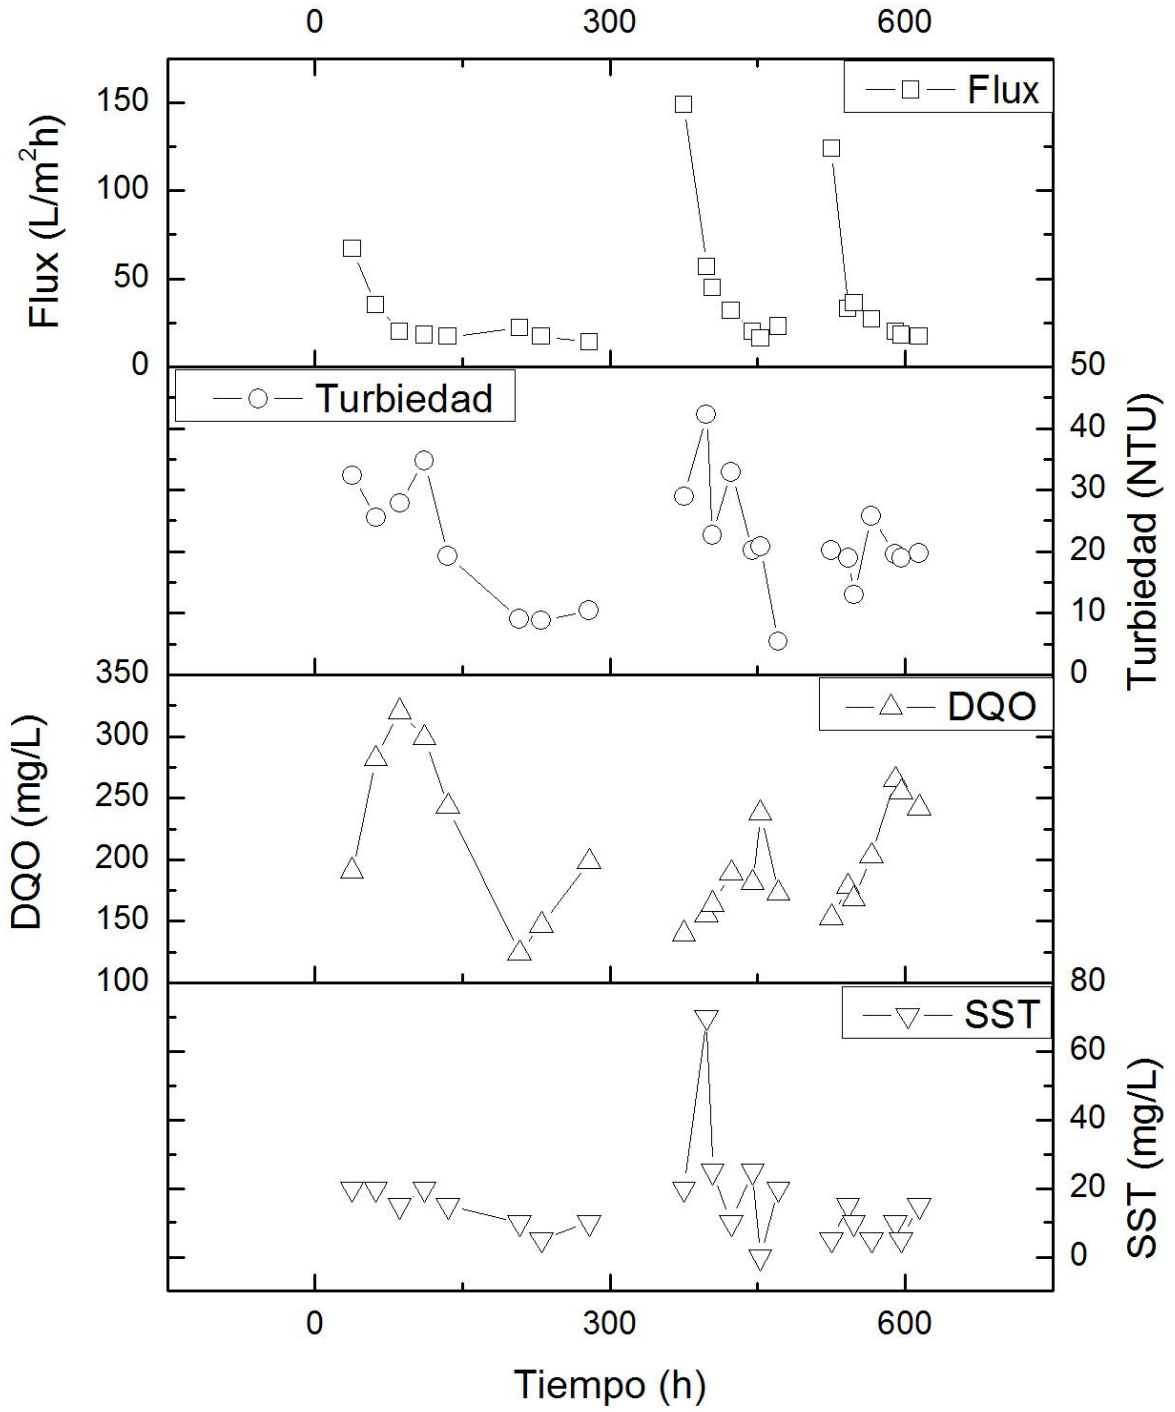 0 300 600
Flux (L/m²h)
150
100
50
0
Flux
Turbiedad
50
40
30
20
10
0
Turbiedad (NTU)
DQO (mg/L)
350
300
250
200
150
100
DQO
SST
80
60
40
20
0
SST (mg/L)
0 300 600
Tiempo (h)